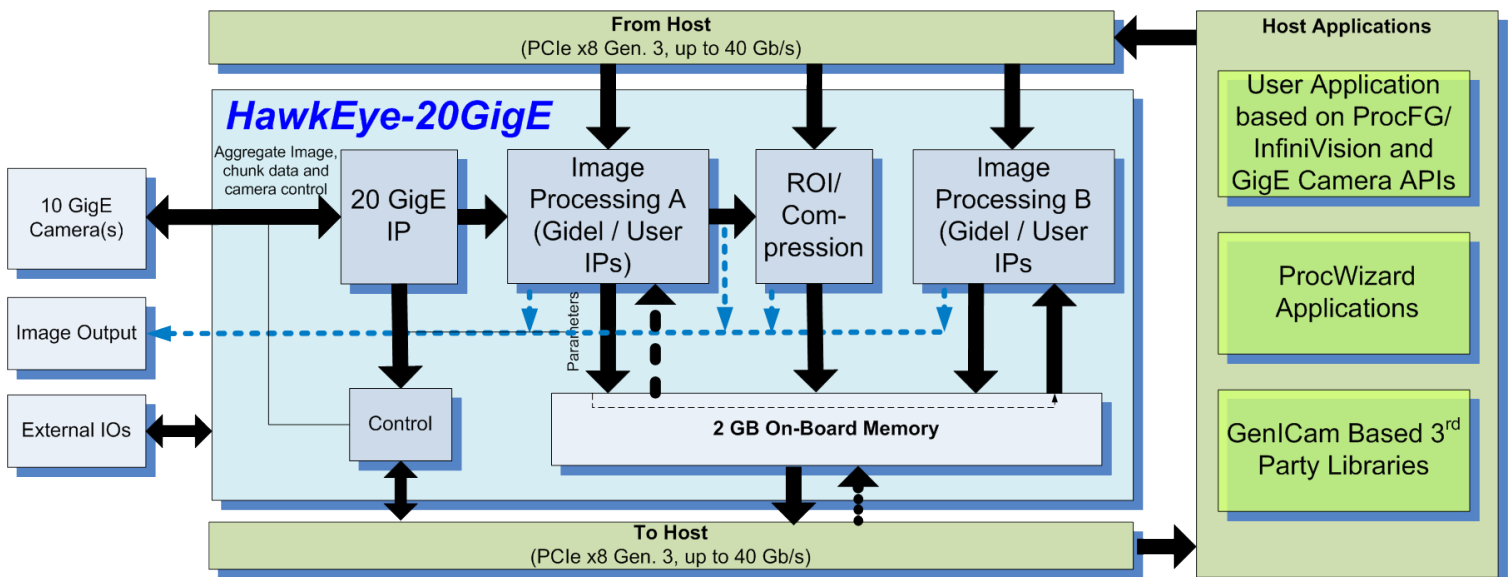 From Host
(PCIe x8 Gen. 3, up to 40 Gb/s)
Host Applications
User Application
based on ProcFG/
InfiniVision and
GigE Camera APIs
ProcWizard
Applications
GenICam Based 3rd
Party Libraries
HawkEye-20GigE
Aggregate Image,
chunk data and
camera control
10 GigE
Camera(s)
20 GigE
IP
Image
Processing A
(Gidel / User
IPs)
ROI/
Com-
pression
Image
Processing B
(Gidel / User
IPs
Image Output
Parameters
External IOs
Control
2 GB On-Board Memory
To Host
(PCIe x8 Gen. 3, up to 40 Gb/s)